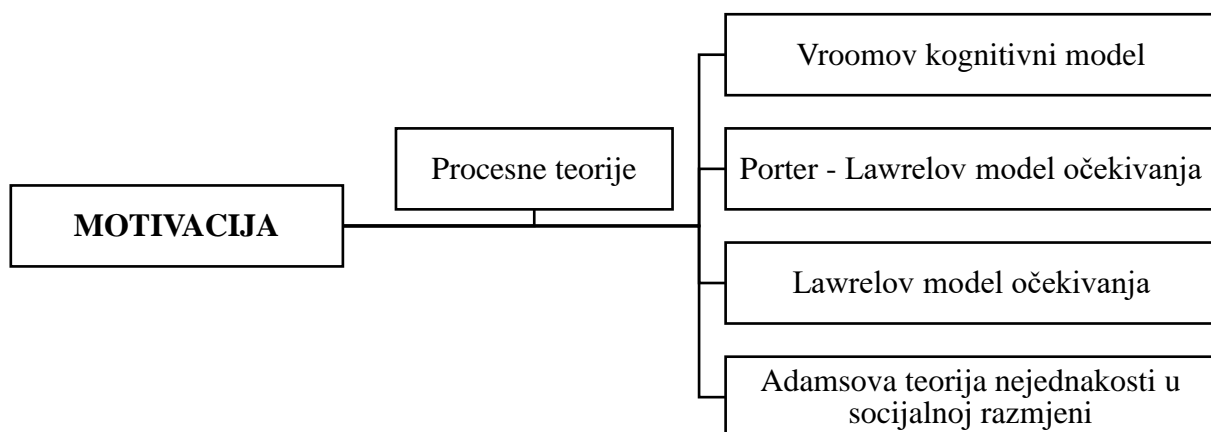 Vroomov kognitivni model
Procesne teorije
Porter - Lawrelov model očekivanja
MOTIVACIJA
Lawrelov model očekivanja
Adamsova teorija nejednakosti u
socijalnoj razmjeni